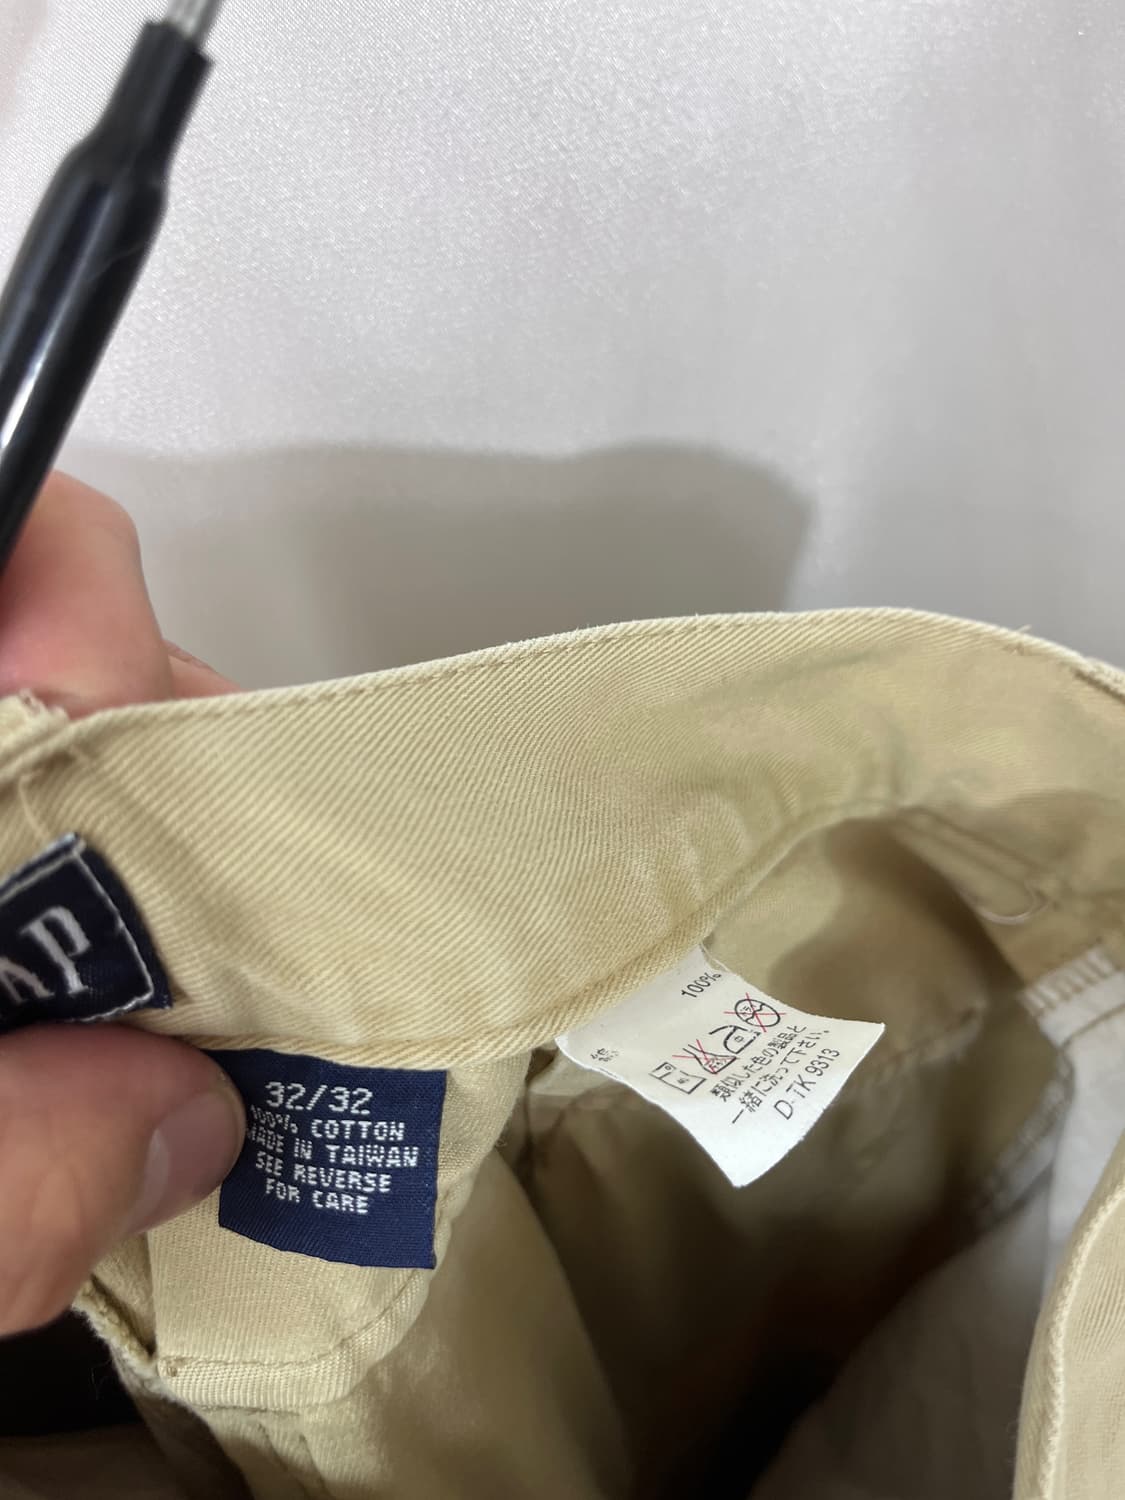 AP
32/32
100% COTTON
MADE IN TAIWAN
SEE REVERSE
FOR CARE
綿 100%
類似した色の製品と
一緒に洗って下さい。
D-TK 9313